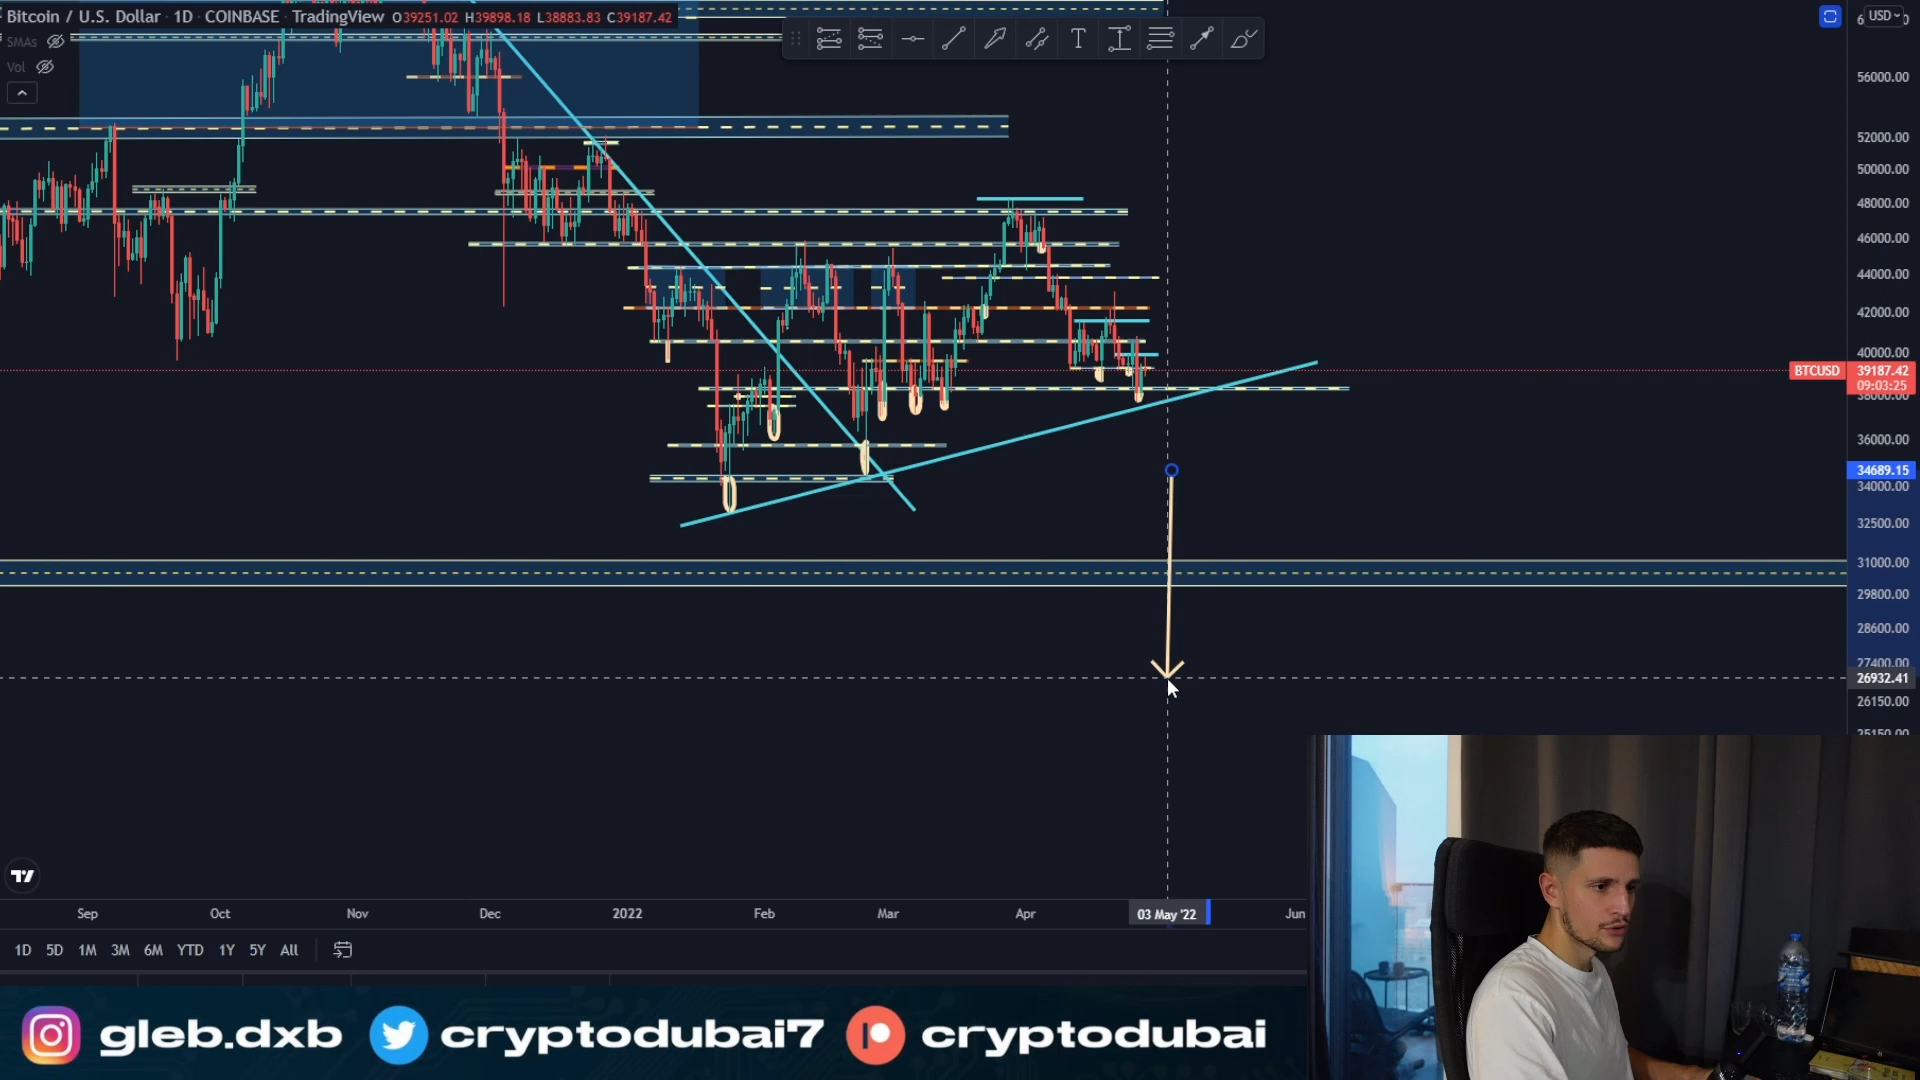 Bitcoin / U.S. Dollar · 1D · COINBASE · TradingView O39251.02 H39898.18 L38883.83 C39187.42
SMAs
Vol
T
USD
56000.00
52000.00
50000.00
48000.00
46000.00
44000.00
42000.00
40000.00
BTCUSD 39187.42
09:03:25
38000.00
36000.00
34689.15
34000.00
32500.00
31000.00
29800.00
28600.00
27400.00
26932.41
26150.00
25150.00
Sep Oct Nov Dec 2022 Feb Mar Apr 03 May '22 Jun
1D 5D 1M 3M 6M YTD 1Y 5Y All
gleb.dxb cryptodubai7 cryptodubai